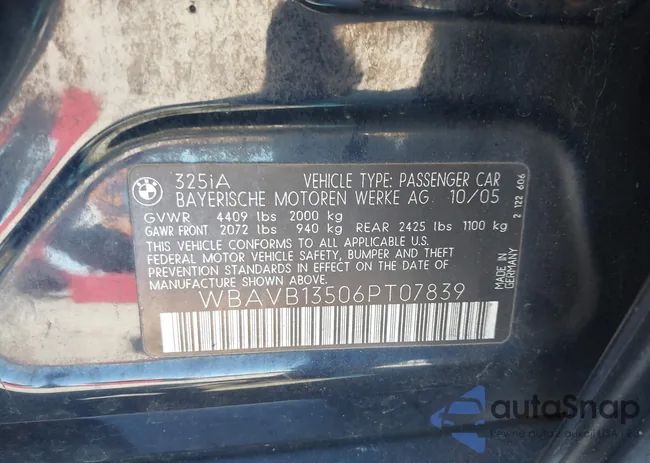 325iA VEHICLE TYPE: PASSENGER CAR
BAYERISCHE MOTOREN WERKE AG 10/05
GVWR 4409 lbs 2000 kg
GAWR FRONT 2072 lbs 940 kg REAR 2425 lbs 1100 kg
THIS VEHICLE CONFORMS TO ALL APPLICABLE U.S.
FEDERAL MOTOR VEHICLE SAFETY, BUMPER AND THEFT
PREVENTION STANDARDS IN EFFECT ON THE DATE OF
MANUFACTURE SHOWN ABOVE.
WBAVB13506PT07839
MADE IN
GERMANY
2 122 606
BMW
autoSnap